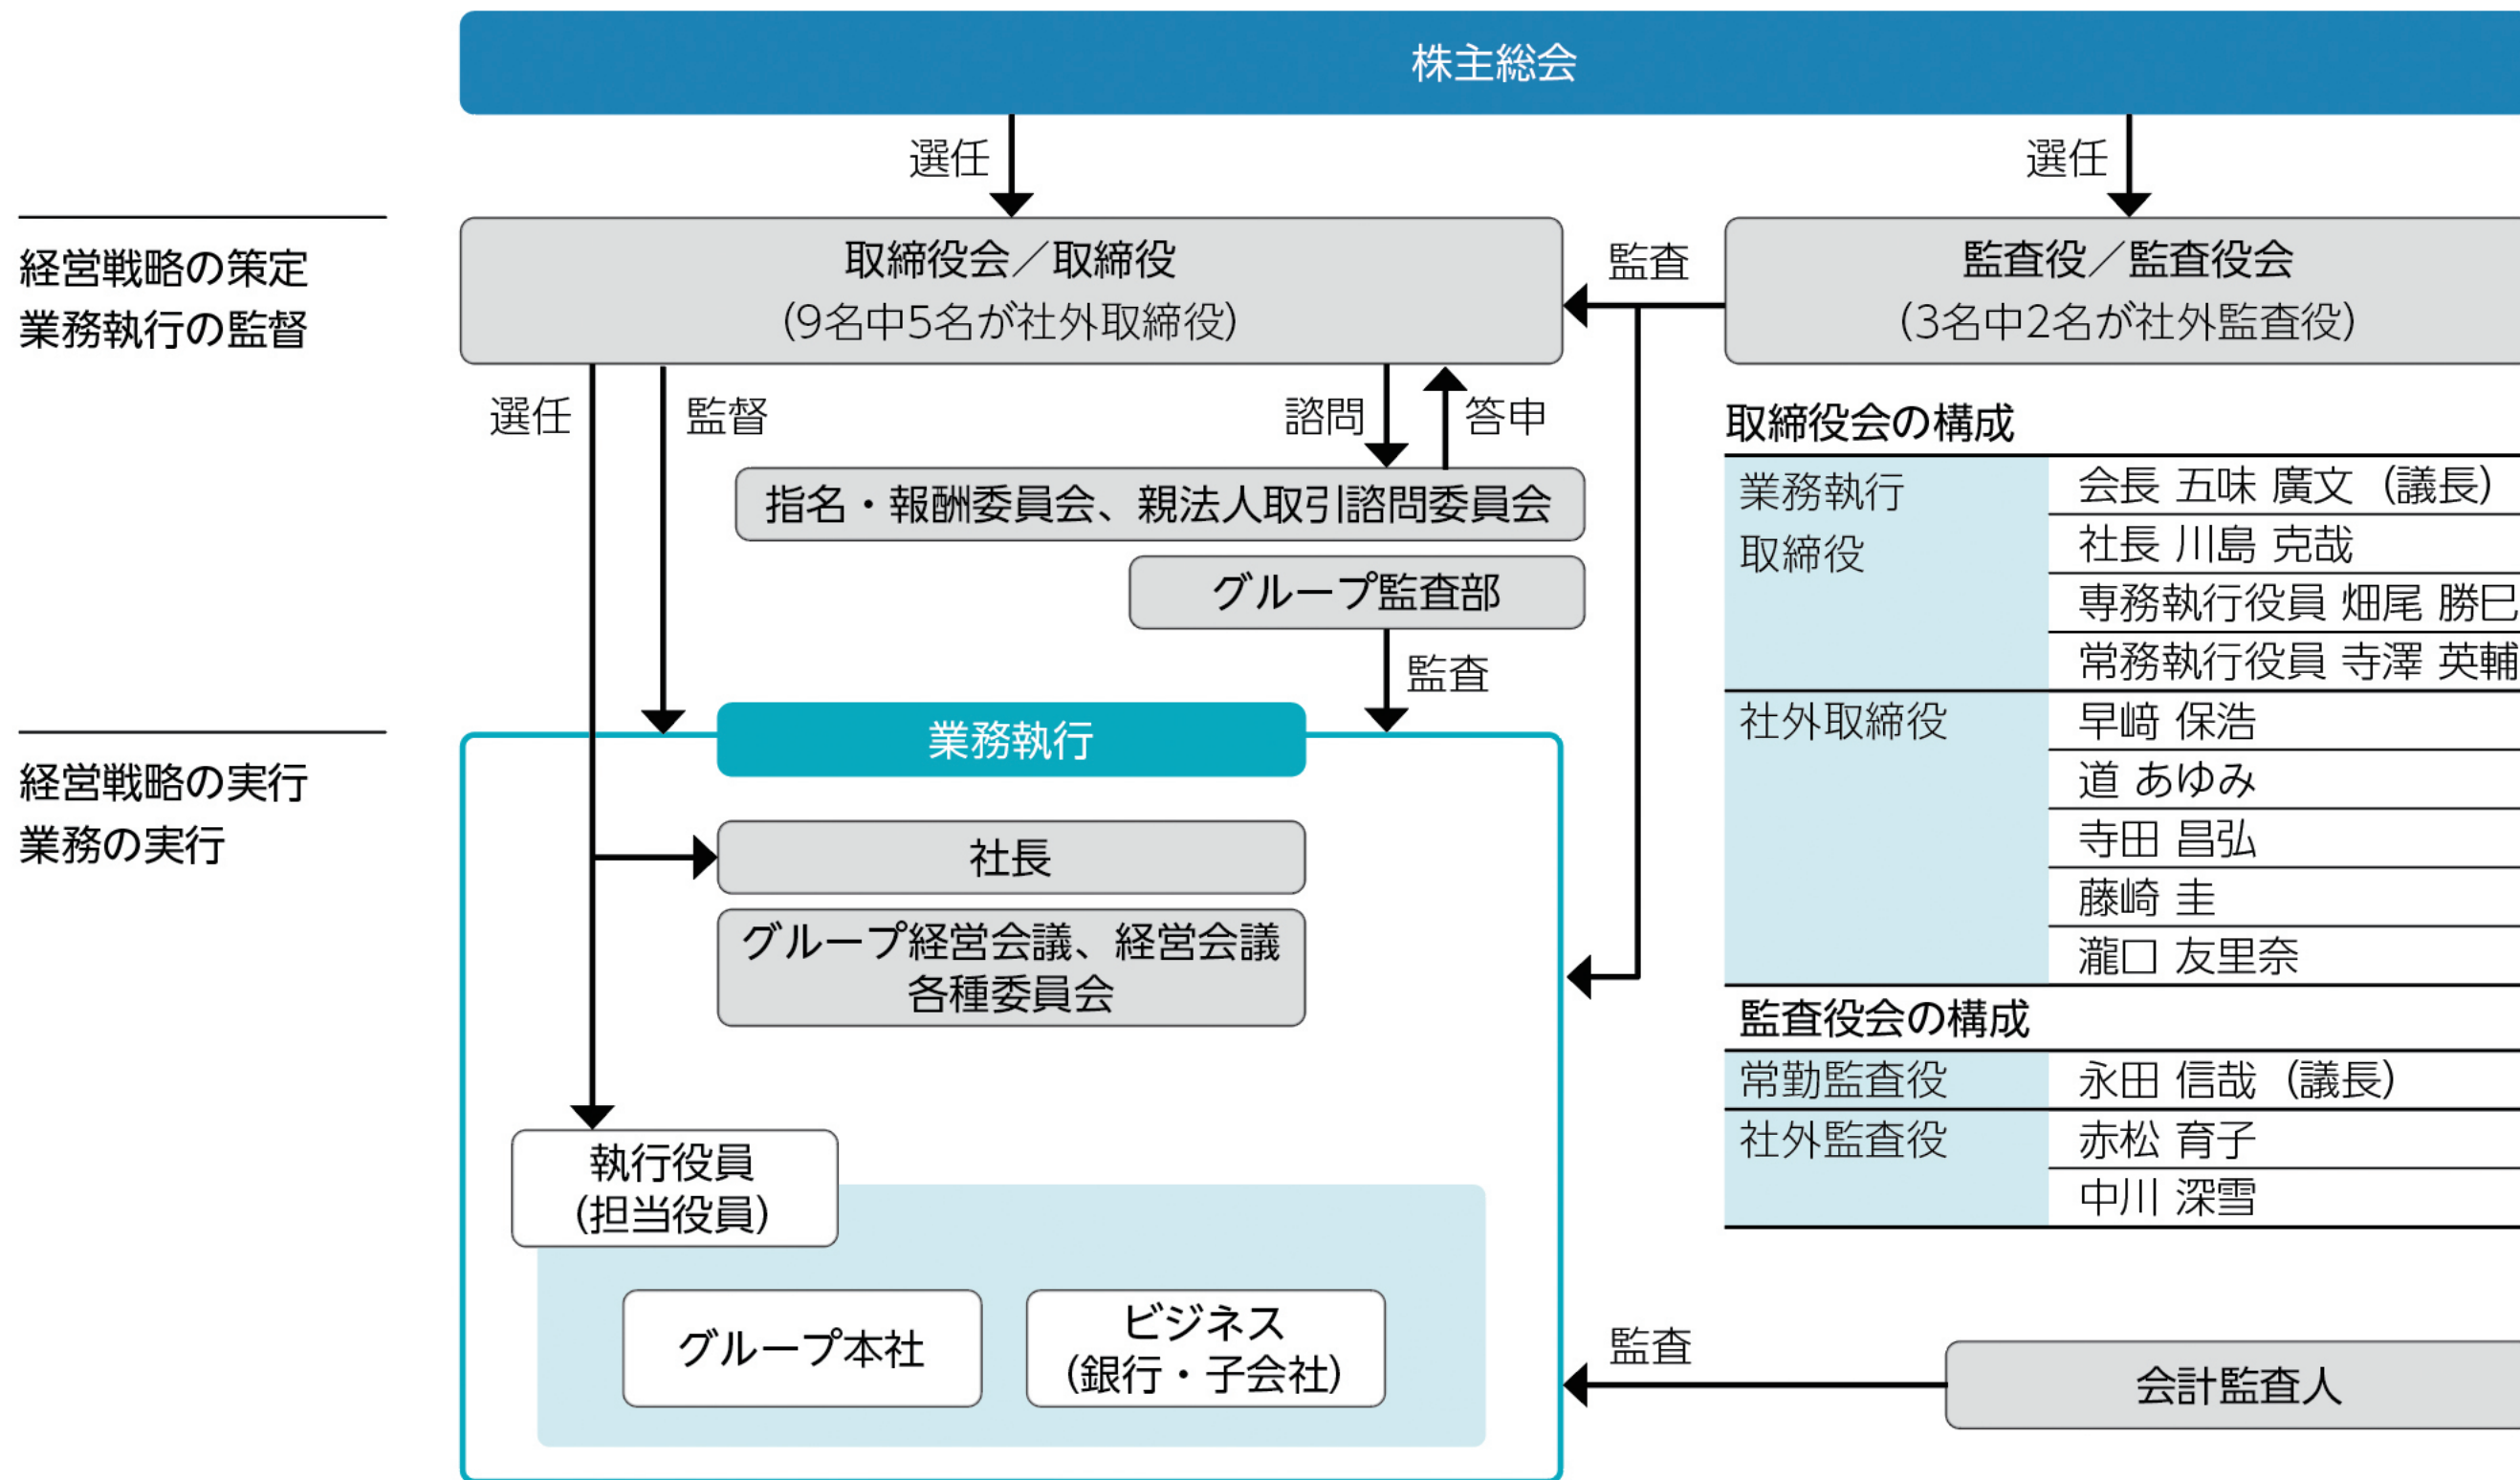 株主総会
選任
選任
経営戦略の策定
業務執行の監督
取締役会／取締役
(9名中5名が社外取締役)
監査
監査役／監査役会
(3名中2名が社外監査役)
選任
監督
諮問
答申
指名・報酬委員会、親法人取引諮問委員会
グループ監査部
監査
取締役会の構成
業務執行
取締役
会長 五味 廣文（議長）
社長 川島 克哉
専務執行役員 畑尾 勝巳
常務執行役員 寺澤 英輔
社外取締役
早﨑 保浩
道 あゆみ
寺田 昌弘
藤崎 圭
瀧口 友里奈
監査役会の構成
常勤監査役
永田 信哉（議長）
社外監査役
赤松 育子
中川 深雪
経営戦略の実行
業務の実行
業務執行
社長
グループ経営会議、経営会議
各種委員会
執行役員
(担当役員)
グループ本社
ビジネス
(銀行・子会社)
監査
会計監査人